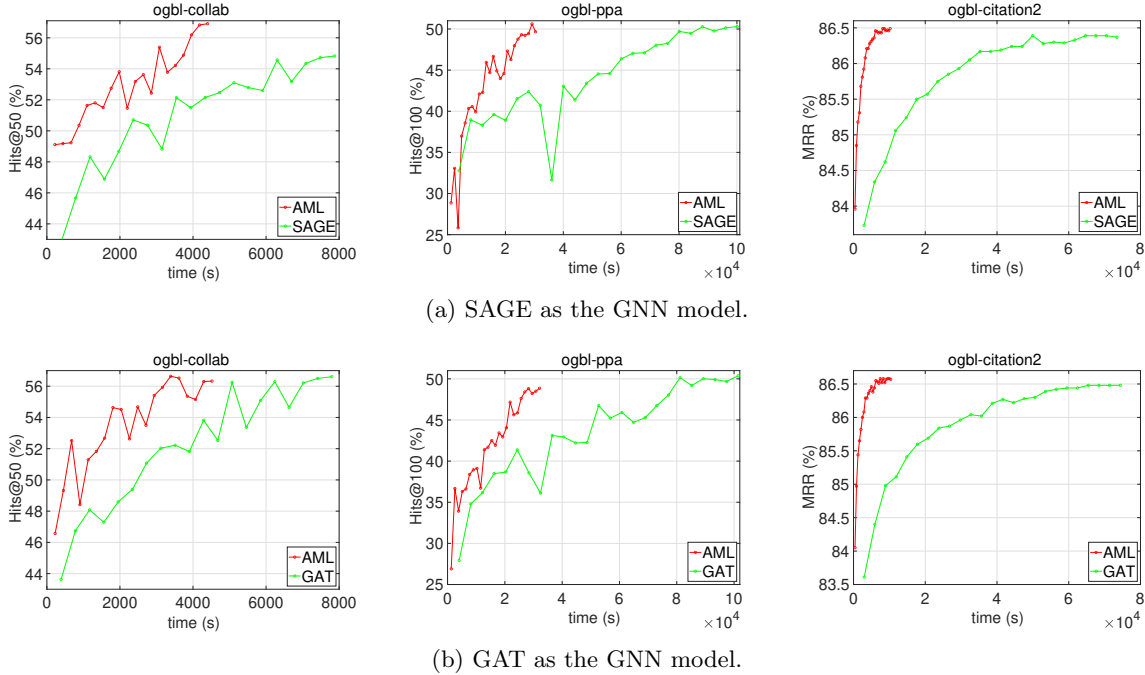 ogbl-collab
Hits@50 (%)
56
54
52
50
48
46
44
AML
SAGE
0 2000 4000 6000 8000
time (s)
ogbl-ppa
Hits@100 (%)
50
45
40
35
30
25
AML
SAGE
0 2 4 6 8 10
time (s)
×10^4
ogbl-citation2
MRR (%)
86.5
86
85.5
85
84.5
84
AML
SAGE
0 2 4 6 8
time (s)
×10^4
(a) SAGE as the GNN model.
ogbl-collab
Hits@50 (%)
56
54
52
50
48
46
44
AML
GAT
0 2000 4000 6000 8000
time (s)
ogbl-ppa
Hits@100 (%)
50
45
40
35
30
25
AML
GAT
0 2 4 6 8 10
time (s)
×10^4
ogbl-citation2
MRR (%)
86.5
86
85.5
85
84.5
84
83.5
AML
GAT
0 2 4 6 8
time (s)
×10^4
(b) GAT as the GNN model.